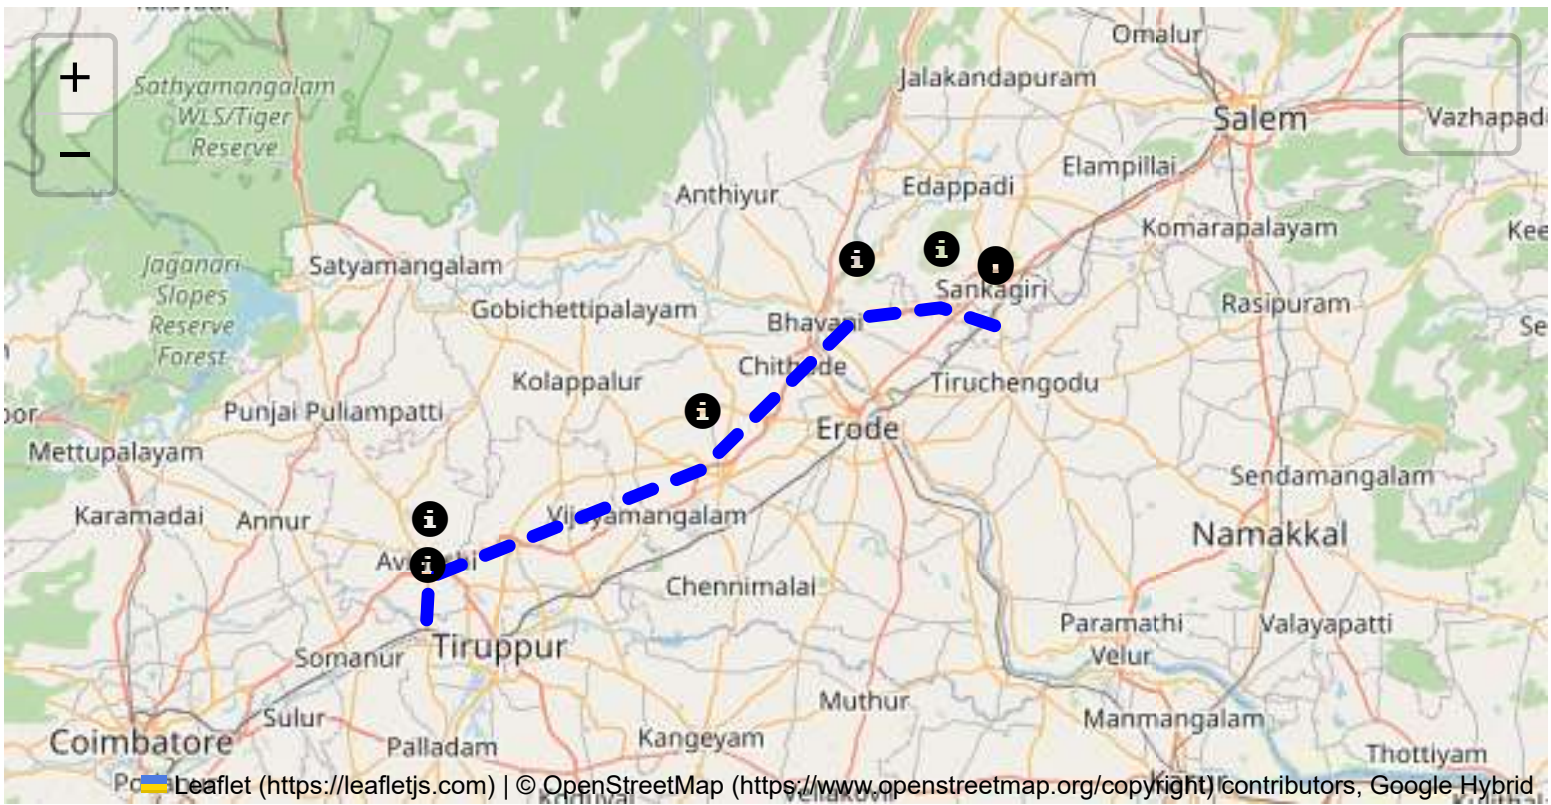 Omalur
Jalakandapuram
+
Sathyamangalam
WLS/Tiger
Reserve
Salem
Vazhapadi
−
Elampillai
Edappadi
Anthiyur
Komarapalayam
Kee
Jaganari
Slopes
Reserve
Forest
Satyamangalam
Sankagiri
Gobichettipalayam
Rasipuram
Bhavani
Se
Chithode
Kolappalur
Tiruchengodu
Punjai Puliampatti
Erode
Mettupalayam
Sendamangalam
Karamadai
Annur
Vijayamangalam
Namakkal
Avinashi
Chennimalai
Paramathi
Velur
Valayapatti
Tiruppur
Somanur
Muthur
Sulur
Manmangalam
Coimbatore
Palladam
Kangeyam
Thottiyam
Leaflet (https://leafletjs.com) | © OpenStreetMap (https://www.openstreetmap.org/copyright) contributors, Google Hybrid